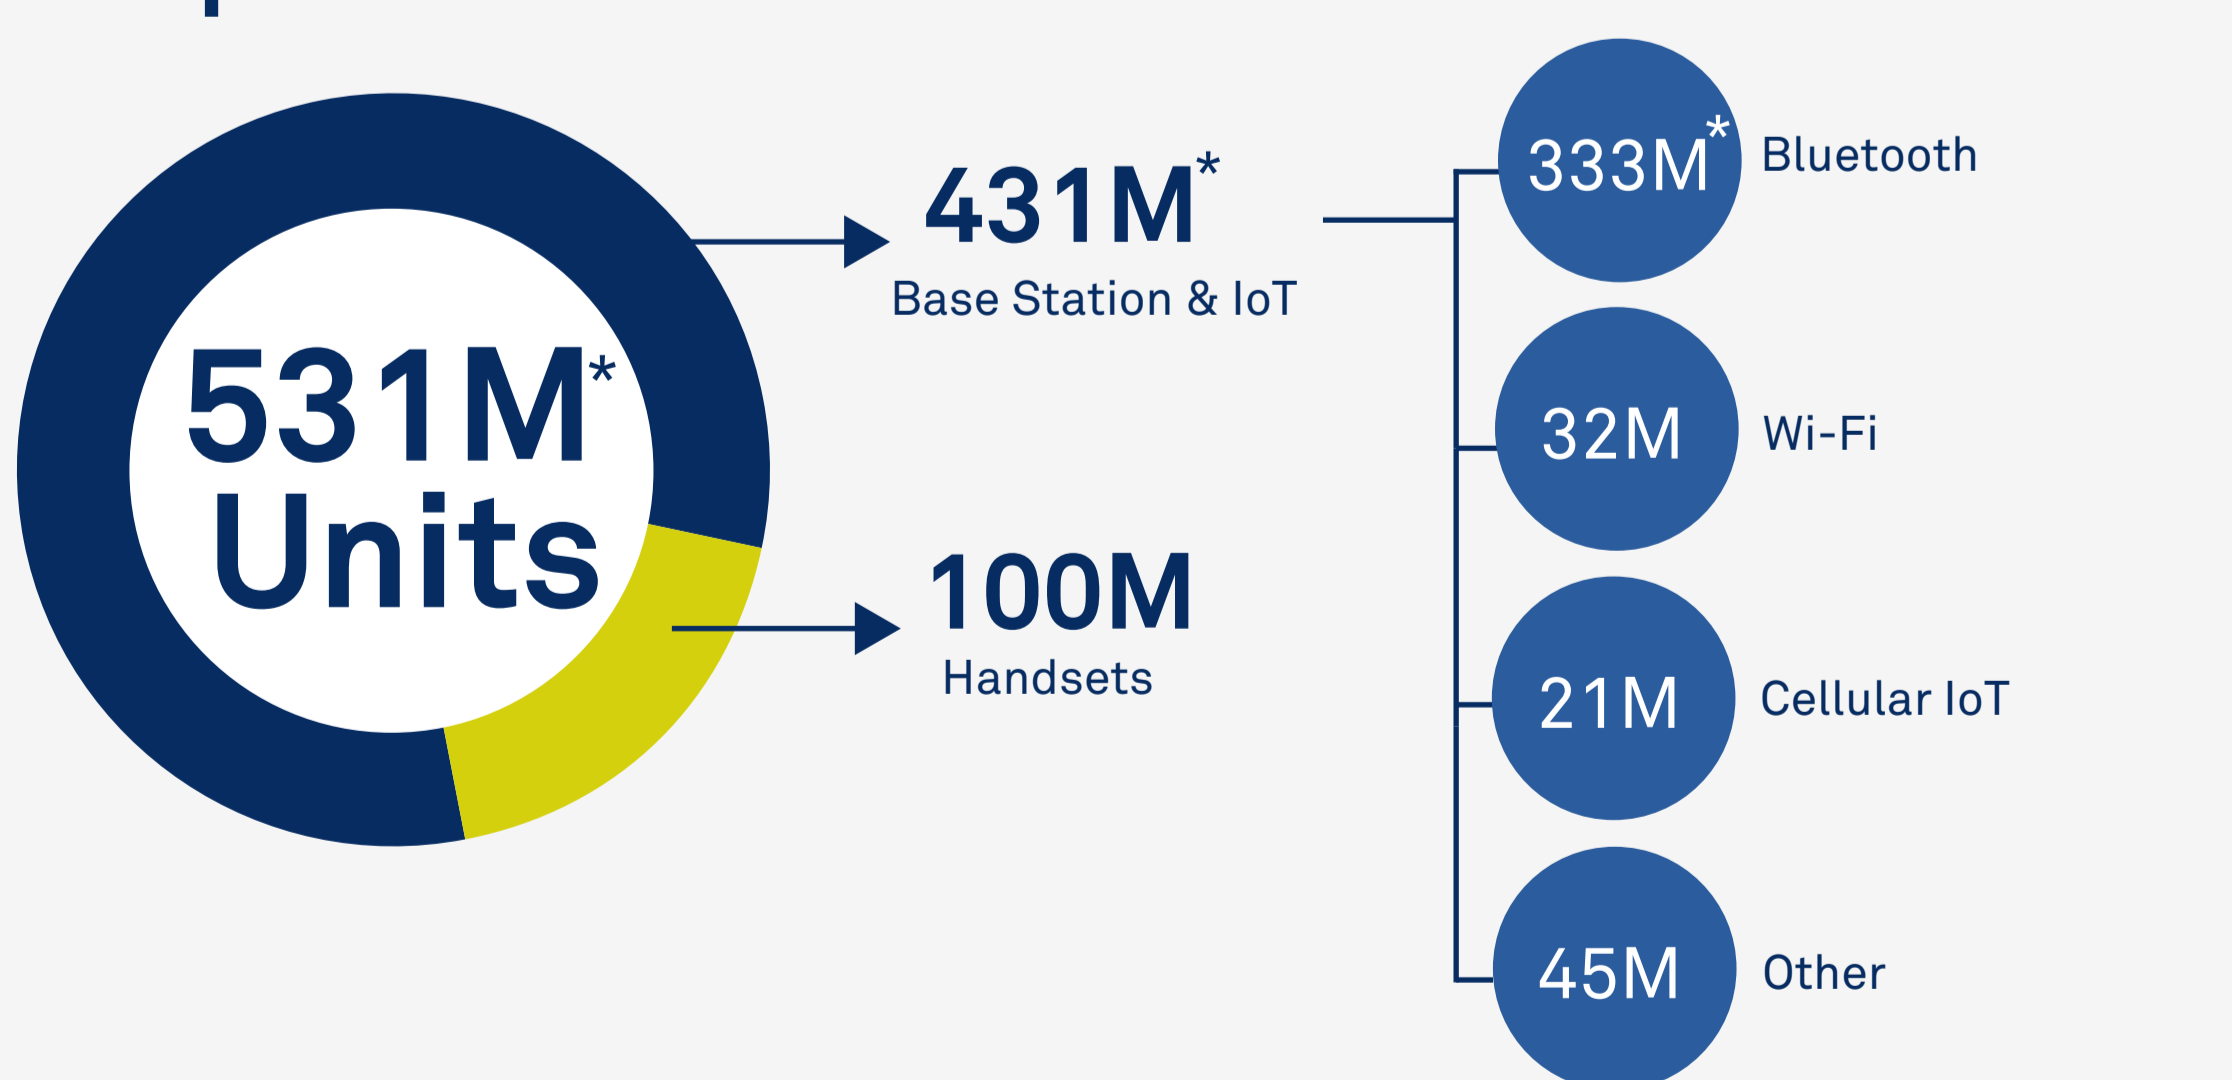 531M*
Units
431M*
Base Station & IoT
100M
Handsets
333M*
Bluetooth
32M
Wi-Fi
21M
Cellular IoT
45M
Other